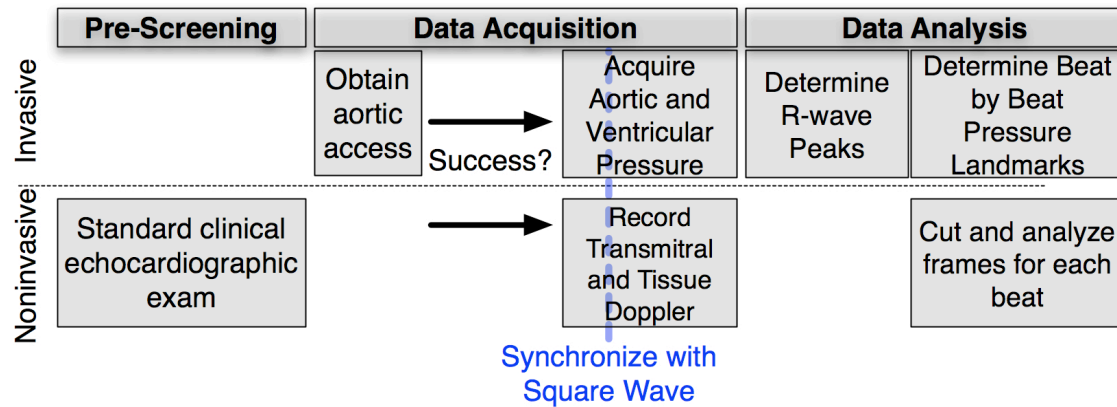 Pre-Screening
Data Acquisition
Data Analysis
Invasive
Obtain
aortic
access
Success?
Acquire
Aortic and
Ventricular
Pressure
Determine
R-wave
Peaks
Determine Beat
by Beat
Pressure
Landmarks
Noninvasive
Standard clinical
echocardiographic
exam
Record
Transmitral
and Tissue
Doppler
Cut and analyze
frames for each
beat
Synchronize with
Square Wave